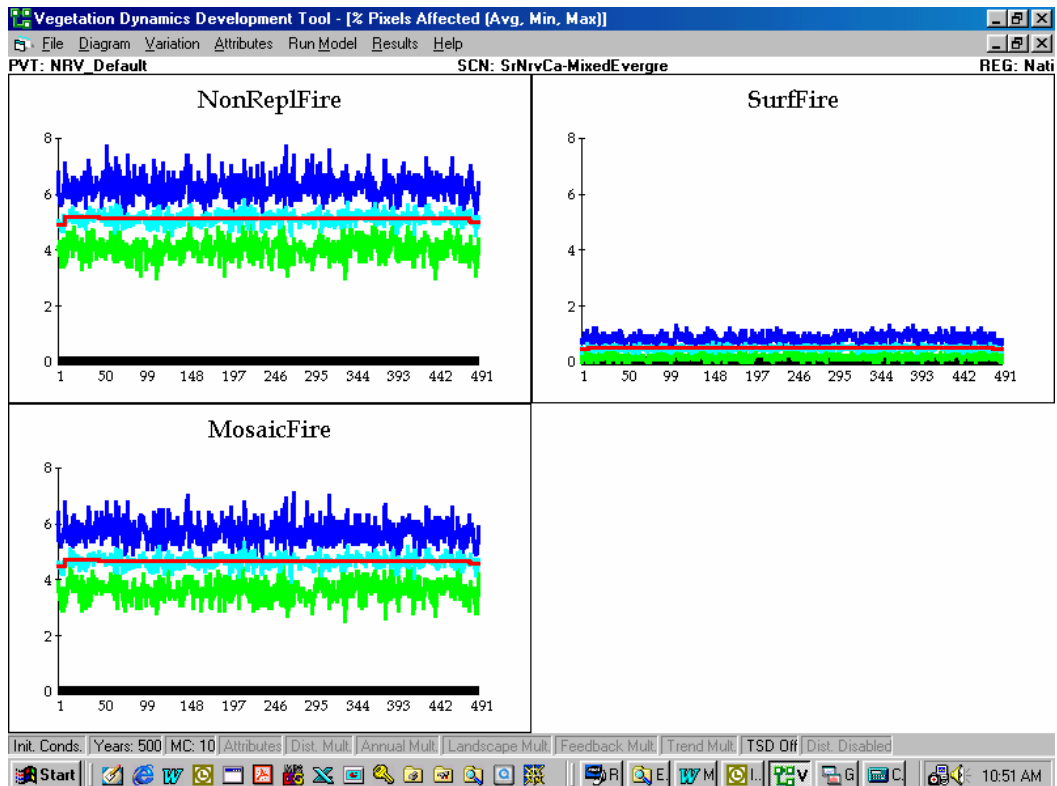 Vegetation Dynamics Development Tool - [% Pixels Affected (Avg, Min, Max)]
File Diagram Variation Attributes Run Model Results Help
PVT: NRV_Default SCN: SrNrvCa-MixedEvergre REG: Nati
NonReplFire
8
6
4
2
0
1 50 99 148 197 246 295 344 393 442 491
SurfFire
8
6
4
2
0
1 50 99 148 197 246 295 344 393 442 491
MosaicFire
8
6
4
2
0
1 50 99 148 197 246 295 344 393 442 491
Init. Conds. Years: 500 MC: 10 Attributes Dist. Mult. Annual Mult. Landscape Mult. Feedback Mult. Trend Mult. TSD Off Dist. Disabled
Start R E. M I.. V G C. 10:51 AM